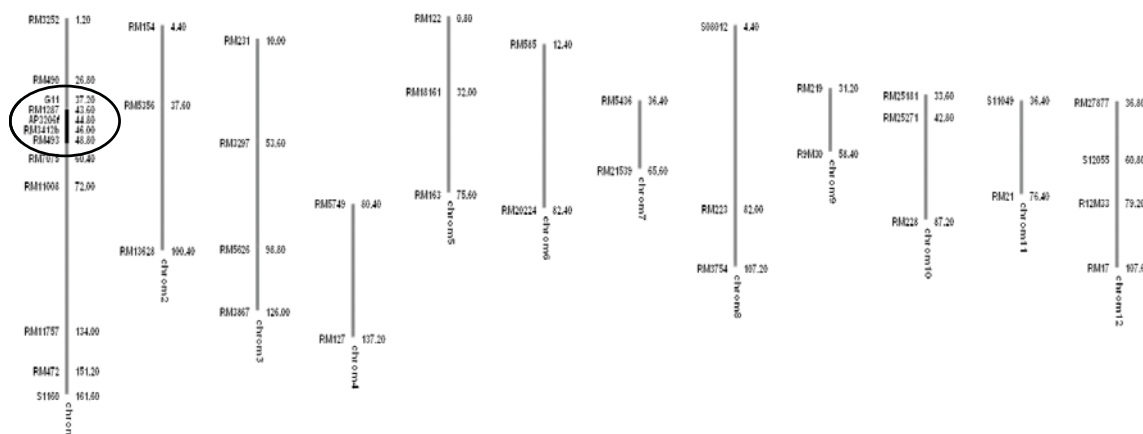 RM3252 1.20
RM490 26.80
G11 37.20
RM1287 43.60
AP3206f 44.80
RM3412b 46.00
RM493 48.80
RM7075 60.40
RM11008 72.00
RM11757 134.00
RM472 151.20
S1160 161.60
chrom
RM154 4.40
RM5356 37.60
RM13628 100.40
chrom2
RM231 10.00
RM3297 53.60
RM5626 98.80
RM3867 126.00
chrom3
RM5749 80.40
RM127 137.20
chrom4
RM122 0.80
RM18161 32.00
RM163 75.60
chrom5
RM585 12.40
RM20224 82.40
chrom6
RM5436 36.40
RM21539 65.60
chrom7
S08012 4.40
RM223 82.00
RM3754 107.20
chrom8
RM219 31.20
R9M30 58.40
chrom9
RM25181 33.60
RM25271 42.80
RM228 87.20
chrom10
S11049 36.40
RM21 76.40
chrom11
RM27877 36.80
S12055 60.80
R12M33 79.20
RM17 107.
chrom12